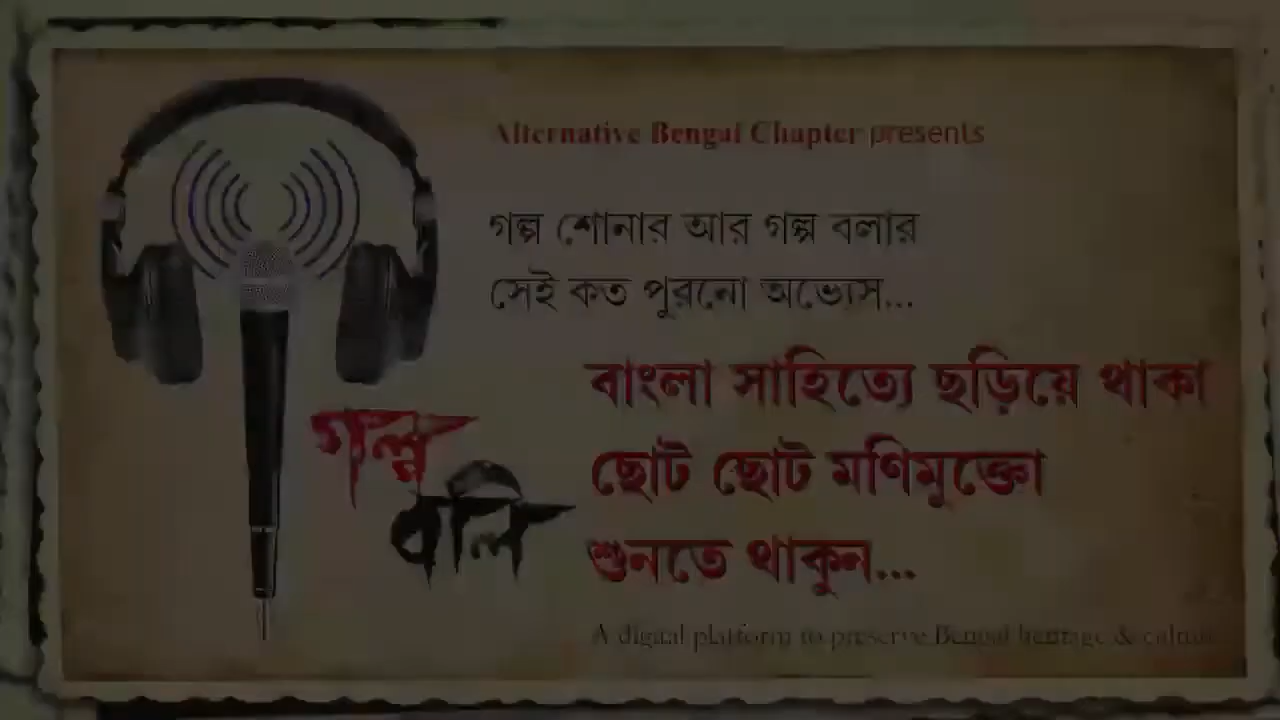 Alternative Bengal Chapter presents
গল্প শোনার আর গল্প বলার
সেই কত পুরনো অভ্যেস...
বাংলা সাহিত্যে ছড়িয়ে থাকা
ছোট ছোট মণিমুক্তো
শুনতে থাকুন...
গল্প
বলি
A digital platform to preserve Bengal heritage & culture